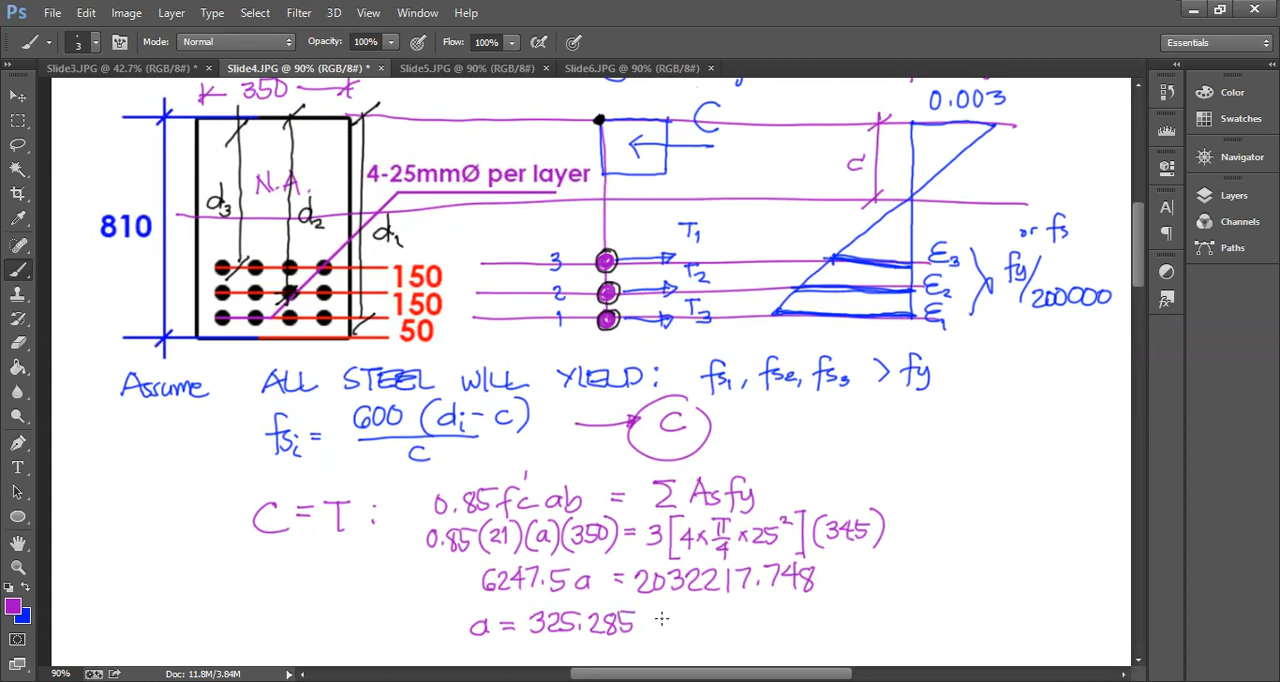 Ps File Edit Image Layer Type Select Filter 3D View Window Help
3 Mode: Normal Opacity: 100% Flow: 100% Essentials
Slide3.JPG @ 42.7% (RGB/8#) * × Slide4.JPG @ 90% (RGB/8#) * × Slide5.JPG @ 90% (RGB/8#) × Slide6.JPG @ 90% (RGB/8#) ×
350
0.003
C
4-25mmØ per layer
N.A.
c
d3
d2
d1
810
T1
or fs
3
ε3
150
T2
fy/200000
2
ε2
150
T3
1
ε1
50
Assume ALL STEEL WILL YIELD: fs1, fs2, fs3 > fy
fsi = 600 (di - c) / c → C
C = T : 0.85fc'ab = Σ Asfy
0.85(21)(a)(350) = 3[4×π/4×25²](345)
6247.5a = 2032217.748
a = 325.285
Color
Swatches
Navigator
Layers
Channels
Paths
90% Doc: 11.8M/3.84M